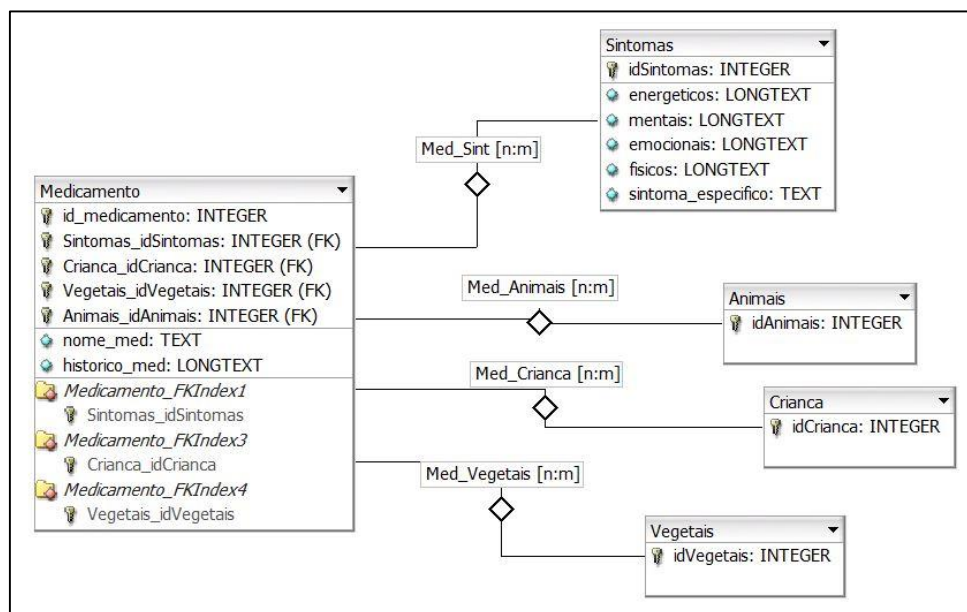 Sintomas
idSintomas: INTEGER
energeticos: LONGTEXT
mentais: LONGTEXT
emocionais: LONGTEXT
fisicos: LONGTEXT
sintoma_especifico: TEXT
Med_Sint [n:m]
Medicamento
id_medicamento: INTEGER
Sintomas_idSintomas: INTEGER (FK)
Crianca_idCrianca: INTEGER (FK)
Vegetais_idVegetais: INTEGER (FK)
Animais_idAnimais: INTEGER (FK)
nome_med: TEXT
historico_med: LONGTEXT
Medicamento_FKIndex1
Sintomas_idSintomas
Medicamento_FKIndex3
Crianca_idCrianca
Medicamento_FKIndex4
Vegetais_idVegetais
Med_Animais [n:m]
Animais
idAnimais: INTEGER
Med_Crianca [n:m]
Crianca
idCrianca: INTEGER
Med_Vegetais [n:m]
Vegetais
idVegetais: INTEGER